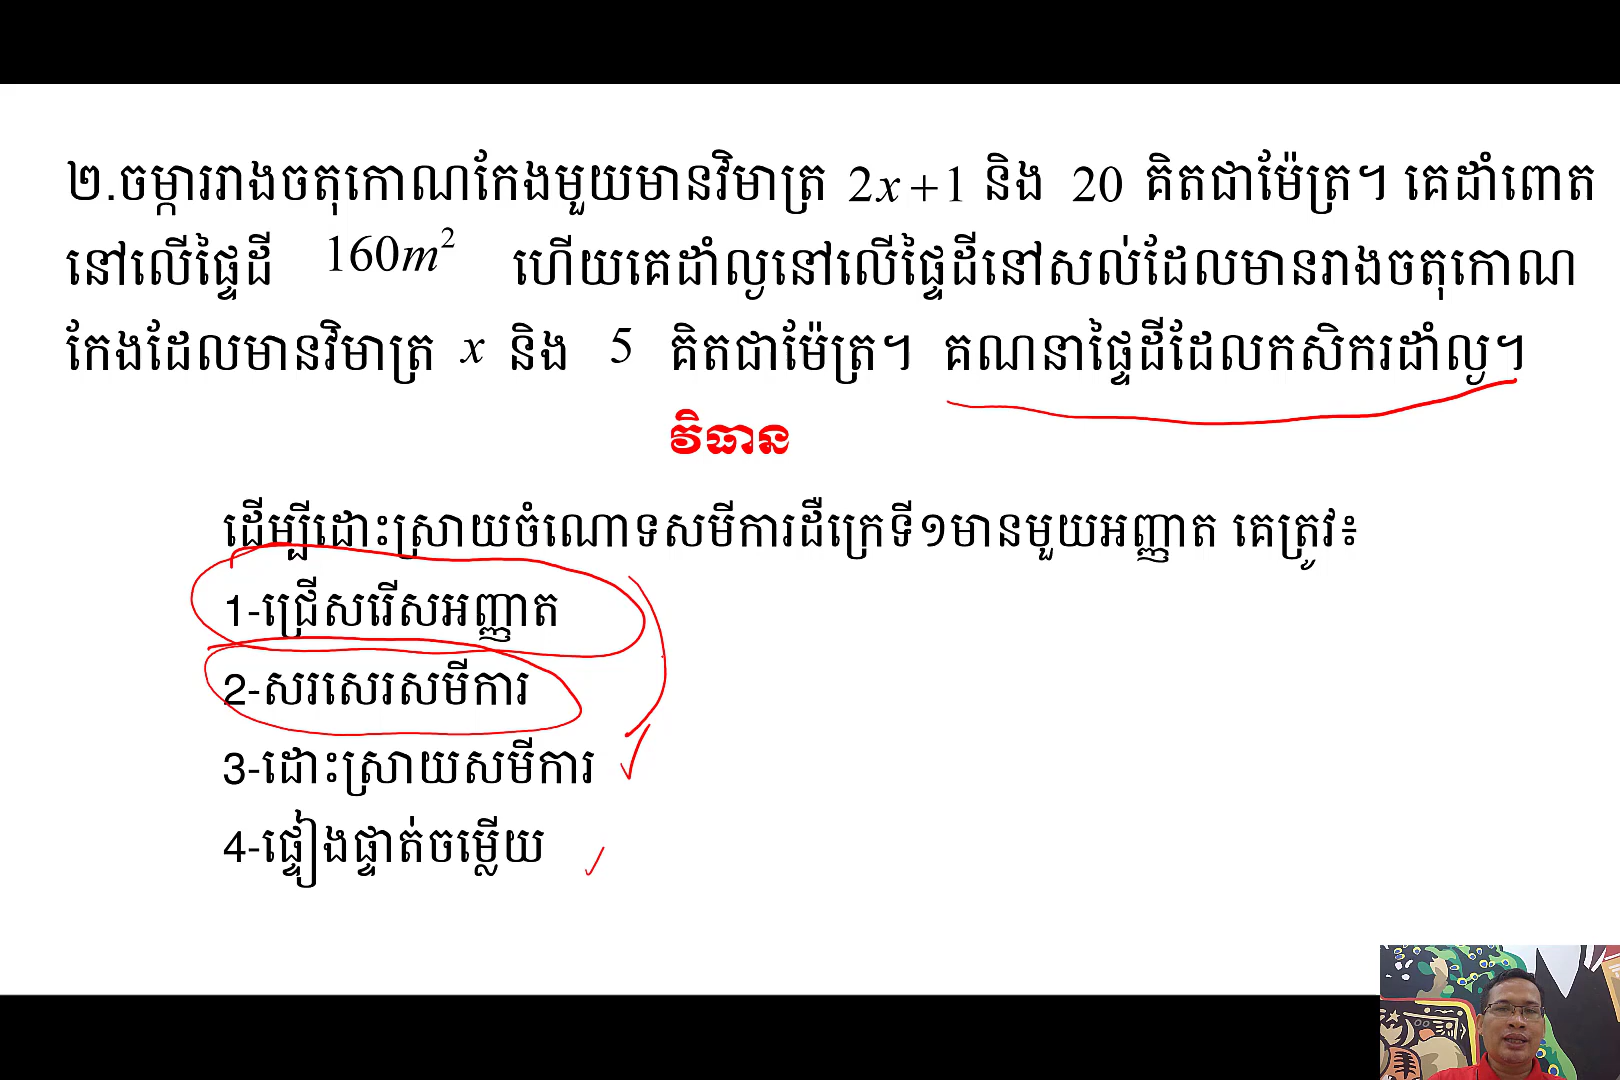 ២.ចម្ការរាងចតុកោណកែងមួយមានវិមាត្រ 2x+1 និង 20 គិតជាម៉ែត្រ។ គេដាំពោត
នៅលើផ្ទៃដី 160m² ហើយគេដាំល្ងនៅលើផ្ទៃដីនៅសល់ដែលមានរាងចតុកោណ
កែងដែលមានវិមាត្រ x និង 5 គិតជាម៉ែត្រ។ គណនាផ្ទៃដីដែលកសិករដាំល្ង។
វិធាន
ដើម្បីដោះស្រាយចំណោទសមីការដឺក្រេទី១មានមួយអញ្ញាត គេត្រូវ៖
1-ជ្រើសរើសអញ្ញាត
2-សរសេរសមីការ
3-ដោះស្រាយសមីការ
4-ផ្ទៀងផ្ទាត់ចម្លើយ